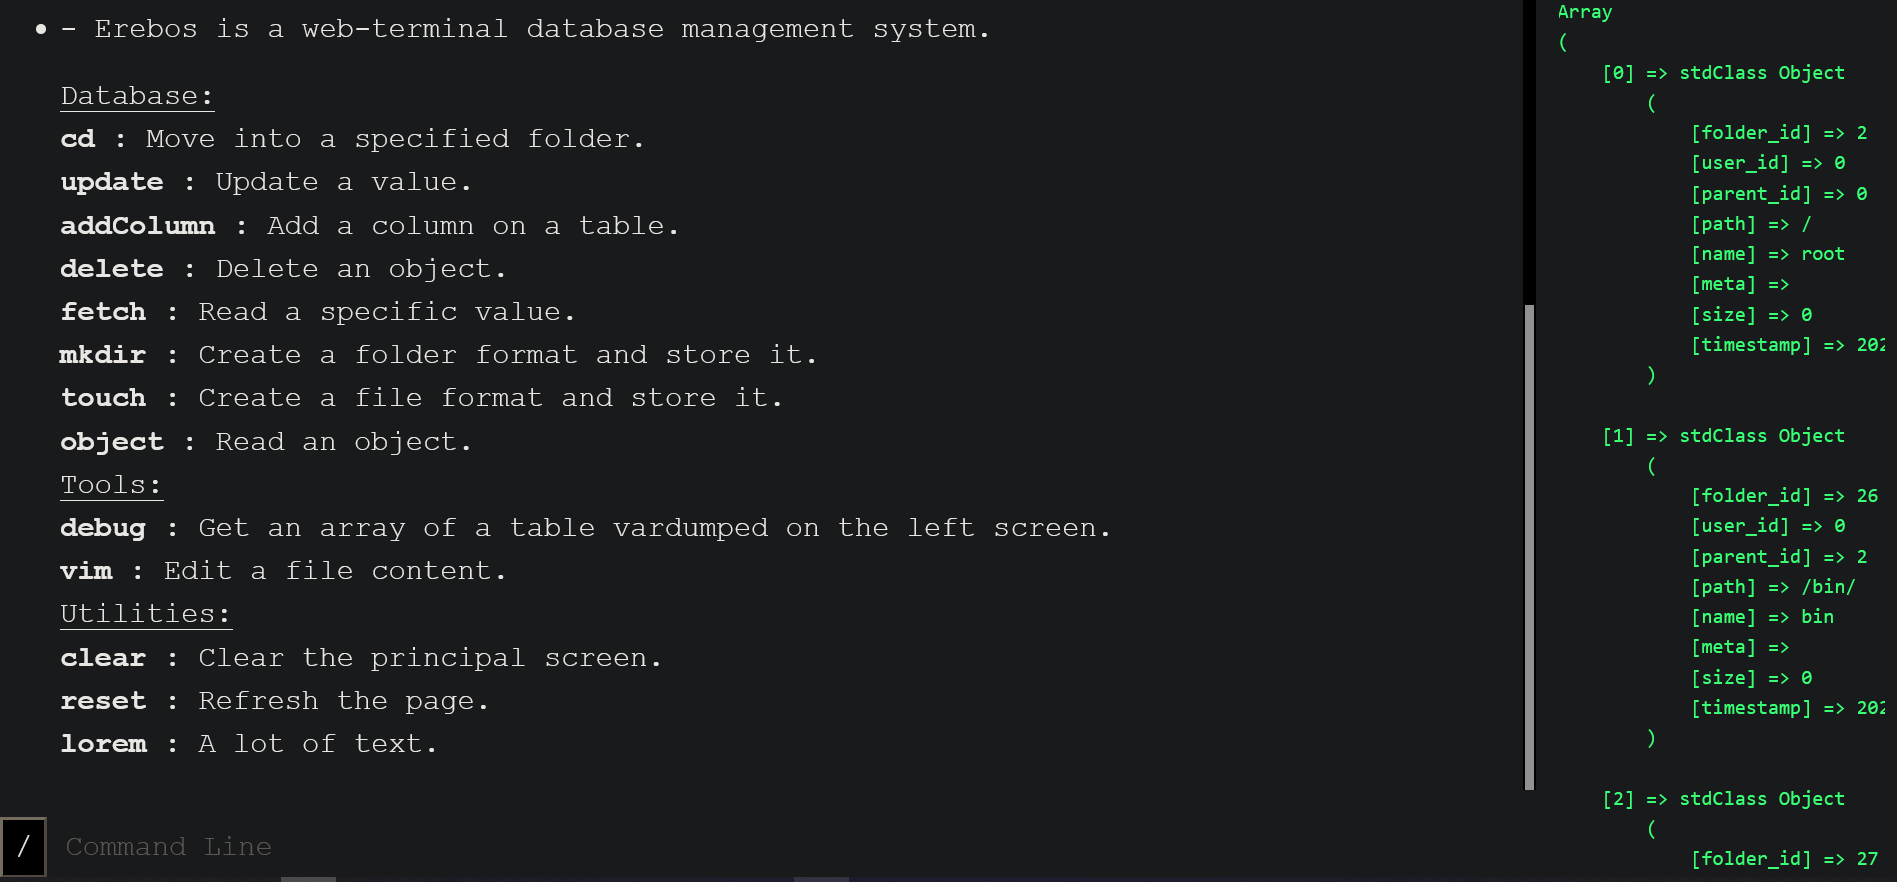 - Erebos is a web-terminal database management system.
Database:
cd : Move into a specified folder.
update : Update a value.
addColumn : Add a column on a table.
delete : Delete an object.
fetch : Read a specific value.
mkdir : Create a folder format and store it.
touch : Create a file format and store it.
object : Read an object.
Tools:
debug : Get an array of a table vardumped on the left screen.
vim : Edit a file content.
Utilities:
clear : Clear the principal screen.
reset : Refresh the page.
lorem : A lot of text.
/ Command Line
Array
(
[0] => stdClass Object
(
[folder_id] => 2
[user_id] => 0
[parent_id] => 0
[path] => /
[name] => root
[meta] =>
[size] => 0
[timestamp] => 202
)
[1] => stdClass Object
(
[folder_id] => 26
[user_id] => 0
[parent_id] => 2
[path] => /bin/
[name] => bin
[meta] =>
[size] => 0
[timestamp] => 202
)
[2] => stdClass Object
(
[folder_id] => 27